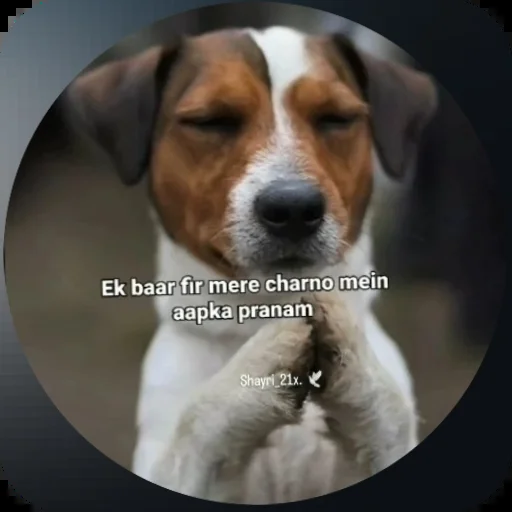 Ek baar fir mere charno mein
aapka pranam
Shayri_21x. 🕊